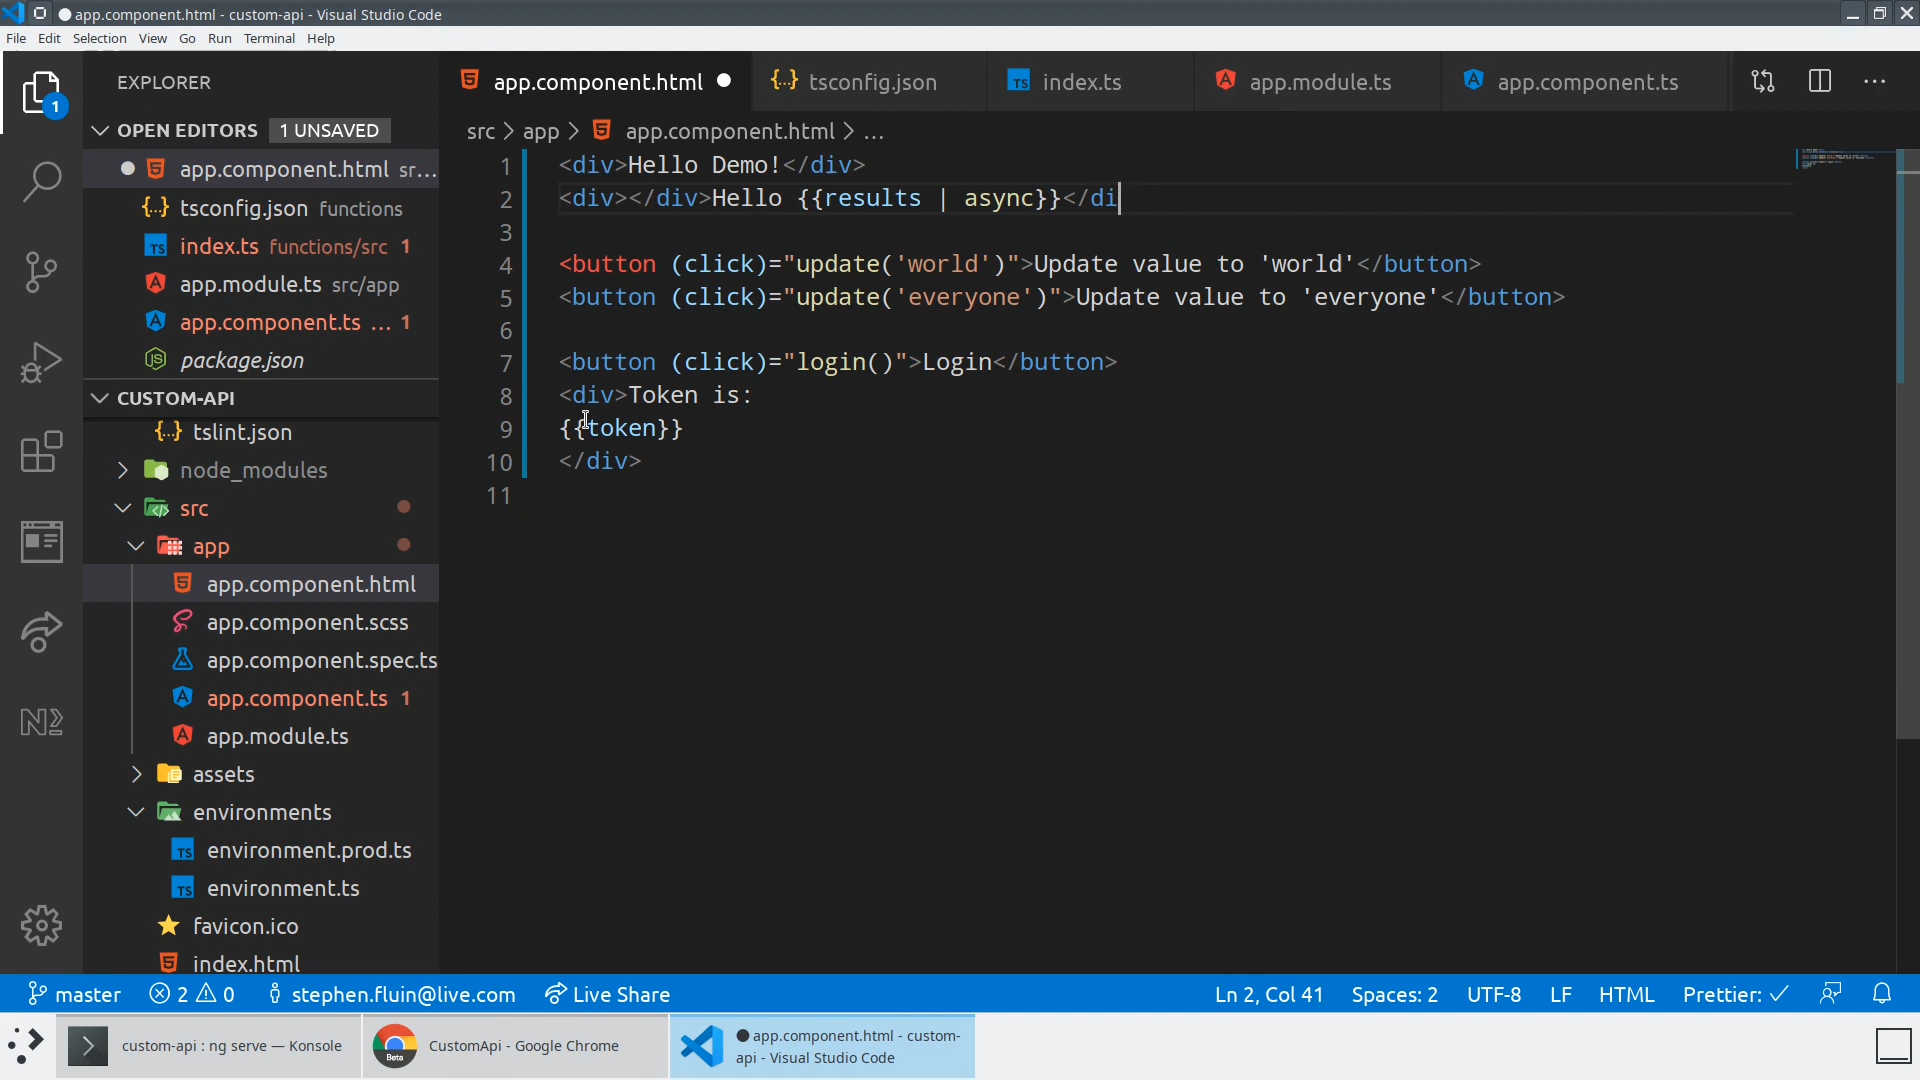 app.component.html - custom-api - Visual Studio Code
File Edit Selection View Go Run Terminal Help
1
EXPLORER
OPEN EDITORS 1 UNSAVED
app.component.html sr...
tsconfig.json functions
index.ts functions/src 1
app.module.ts src/app
app.component.ts ... 1
package.json
CUSTOM-API
tslint.json
node_modules
src
app
app.component.html
app.component.scss
app.component.spec.ts
app.component.ts 1
app.module.ts
assets
environments
environment.prod.ts
environment.ts
favicon.ico
index.html
app.component.html tsconfig.json index.ts app.module.ts app.component.ts ...
src > app > app.component.html > ...
1 <div>Hello Demo!</div>
2 <div></div>Hello {{results | async}}</di
3
4 <button (click)="update('world')">Update value to 'world'</button>
5 <button (click)="update('everyone')">Update value to 'everyone'</button>
6
7 <button (click)="login()">Login</button>
8 <div>Token is:
9 {{token}}
10 </div>
11
master 2 0 stephen.fluin@live.com Live Share Ln 2, Col 41 Spaces: 2 UTF-8 LF HTML Prettier: ✓
custom-api : ng serve — Konsole
Beta
CustomApi - Google Chrome
app.component.html - custom-
api - Visual Studio Code